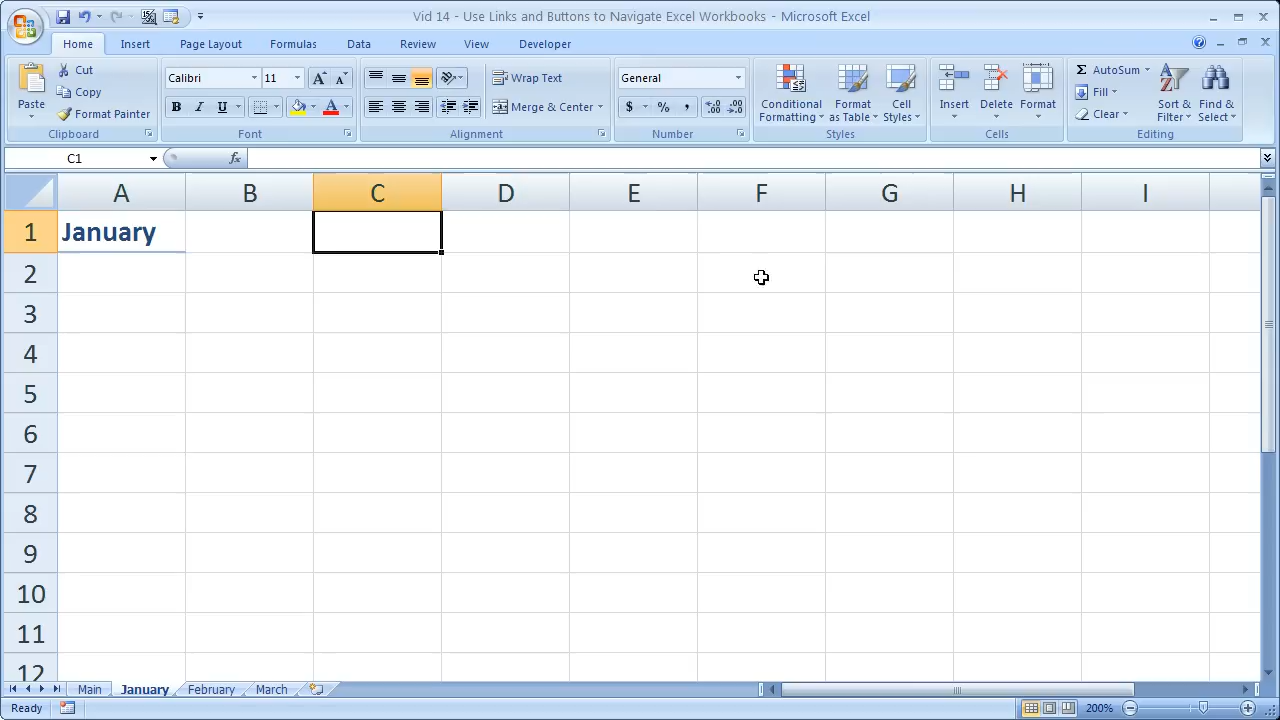 Vid 14 - Use Links and Buttons to Navigate Excel Workbooks - Microsoft Excel
Home Insert Page Layout Formulas Data Review View Developer
Paste
Cut
Copy
Format Painter
Clipboard
Calibri 11
B I U
Font
Wrap Text
Merge & Center
Alignment
General
$ % ,
Number
Conditional Formatting
Format as Table
Cell Styles
Styles
Insert Delete Format
Cells
AutoSum
Fill
Clear
Sort & Filter
Find & Select
Editing
C1 fx
A B C D E F G H I
1 January
2
3
4
5
6
7
8
9
10
11
12
Main January February March
Ready 200%